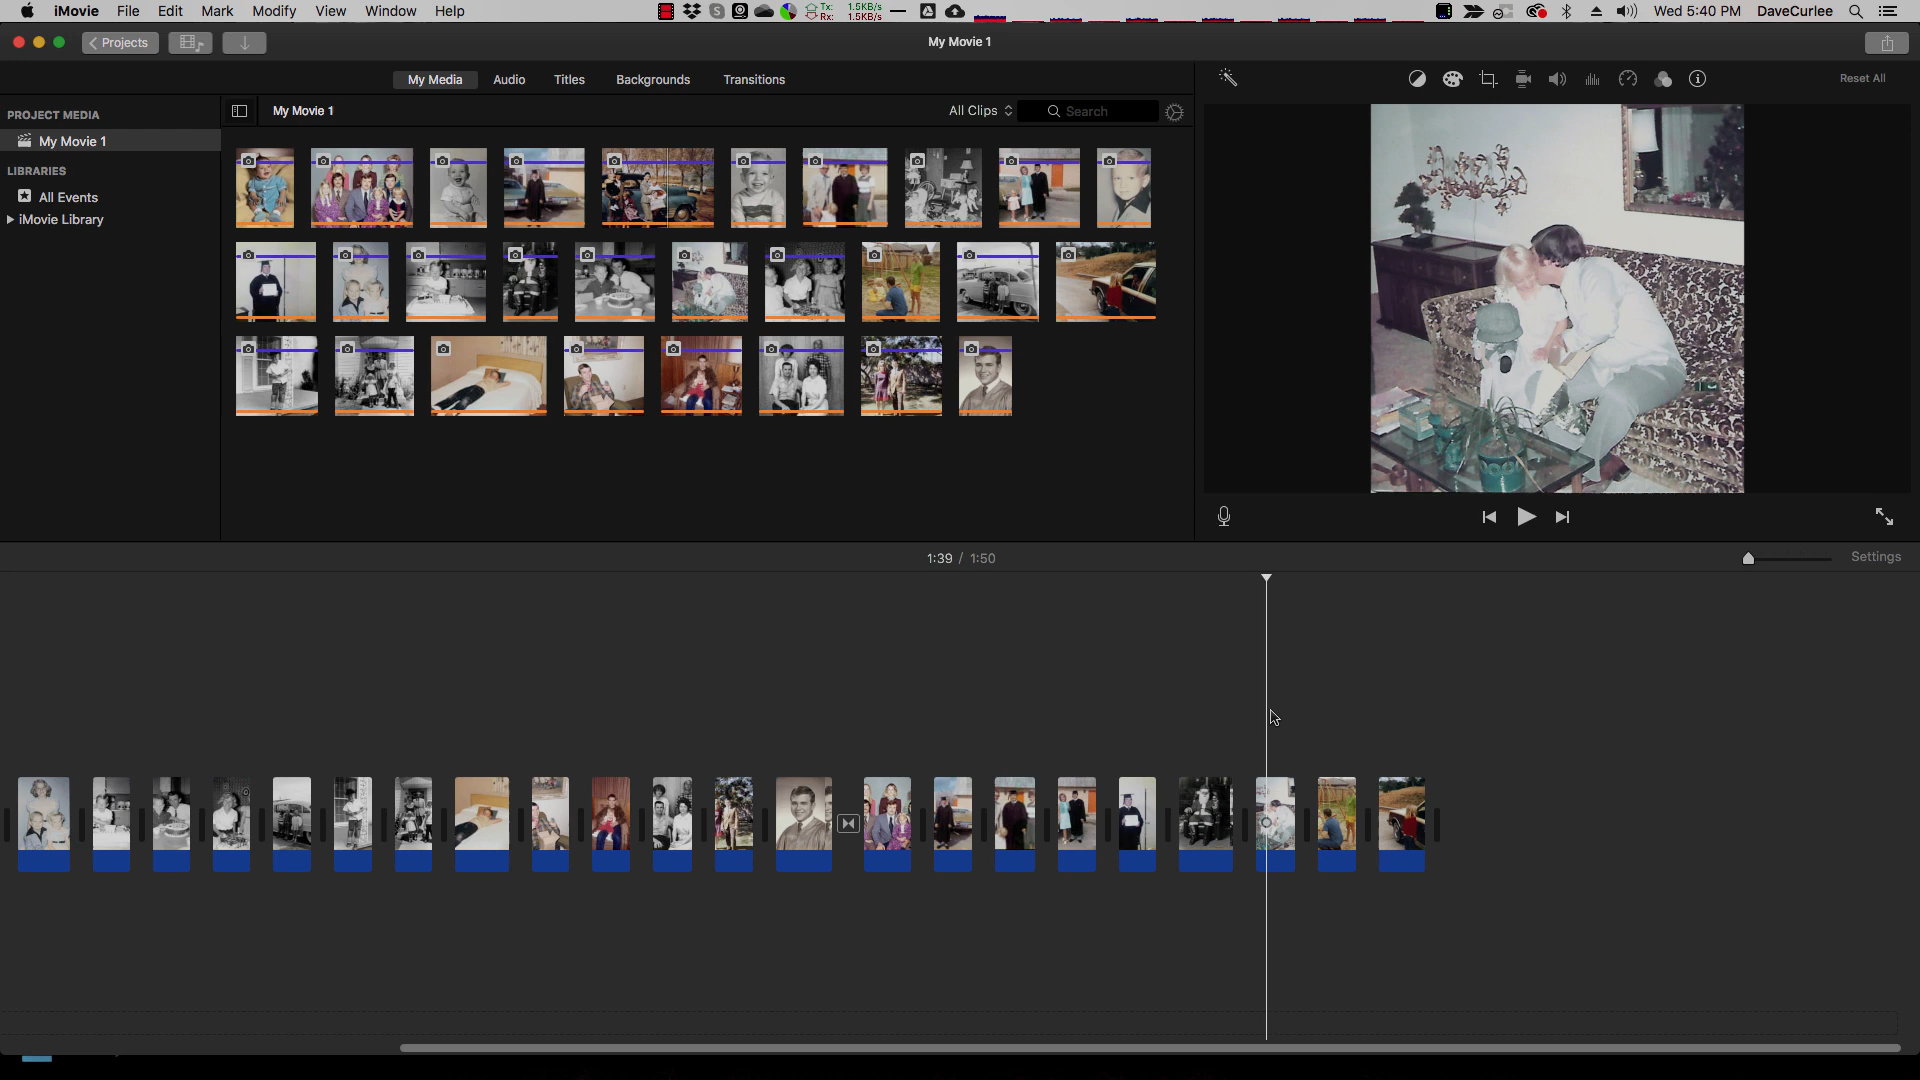 iMovie File Edit Mark Modify View Window Help Tx: 1.5KB/s Rx: 1.5KB/s Wed 5:40 PM DaveCurlee
Projects My Movie 1
My Media Audio Titles Backgrounds Transitions Reset All
PROJECT MEDIA My Movie 1 All Clips Search
My Movie 1
LIBRARIES
All Events
iMovie Library
1:39 / 1:50 Settings